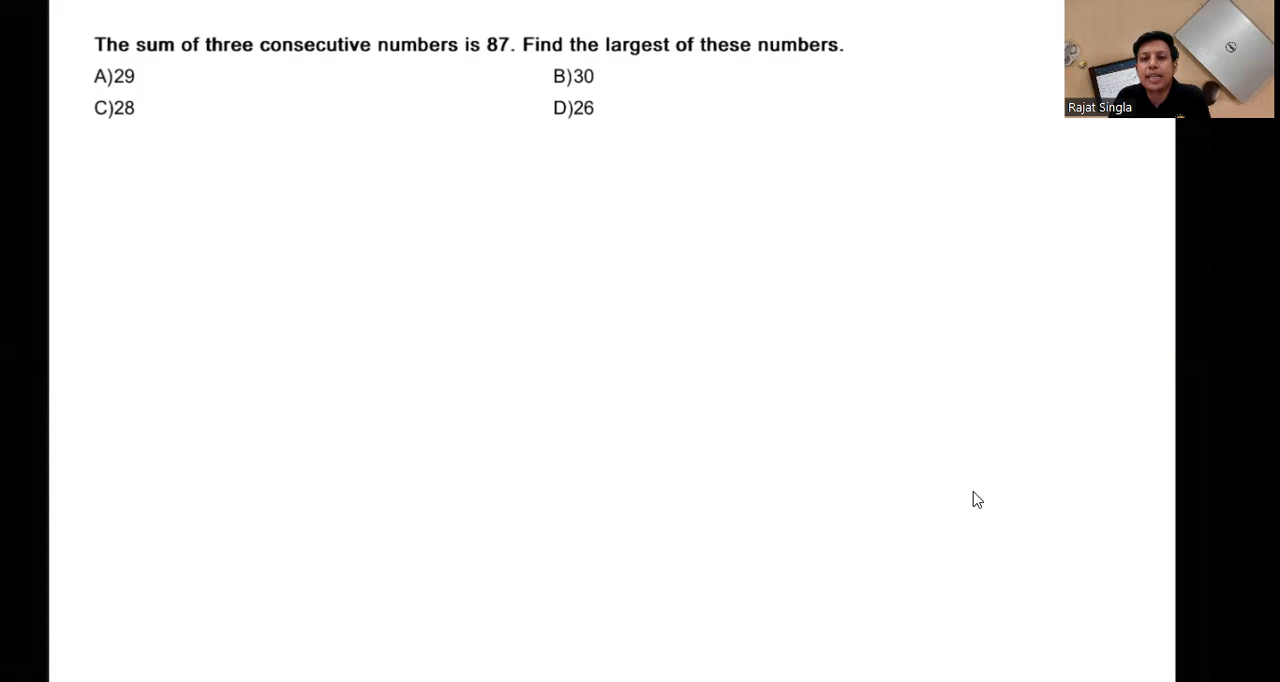 The sum of three consecutive numbers is 87. Find the largest of these numbers.
A)29 B)30
C)28 D)26
Rajat Singla